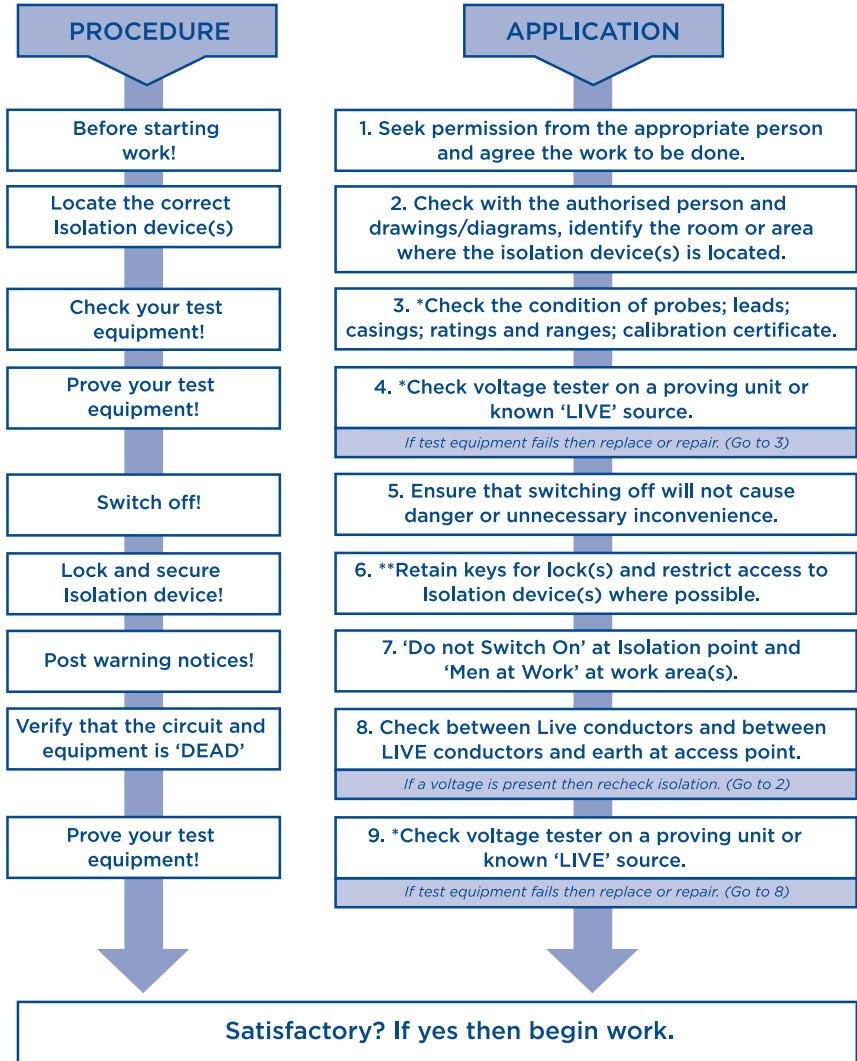 PROCEDURE
APPLICATION
Before starting
work!
1. Seek permission from the appropriate person
and agree the work to be done.
Locate the correct
Isolation device(s)
2. Check with the authorised person and
drawings/diagrams, identify the room or area
where the isolation device(s) is located.
Check your test
equipment!
3. *Check the condition of probes; leads;
casings; ratings and ranges; calibration certificate.
Prove your test
equipment!
4. *Check voltage tester on a proving unit or
known ‘LIVE’ source.
If test equipment fails then replace or repair. (Go to 3)
Switch off!
5. Ensure that switching off will not cause
danger or unnecessary inconvenience.
Lock and secure
Isolation device!
6. **Retain keys for lock(s) and restrict access to
Isolation device(s) where possible.
Post warning notices!
7. ‘Do not Switch On’ at Isolation point and
‘Men at Work’ at work area(s).
Verify that the circuit and
equipment is ‘DEAD’
8. Check between Live conductors and between
LIVE conductors and earth at access point.
If a voltage is present then recheck isolation. (Go to 2)
Prove your test
equipment!
9. *Check voltage tester on a proving unit or
known ‘LIVE’ source.
If test equipment fails then replace or repair. (Go to 8)
Satisfactory? If yes then begin work.